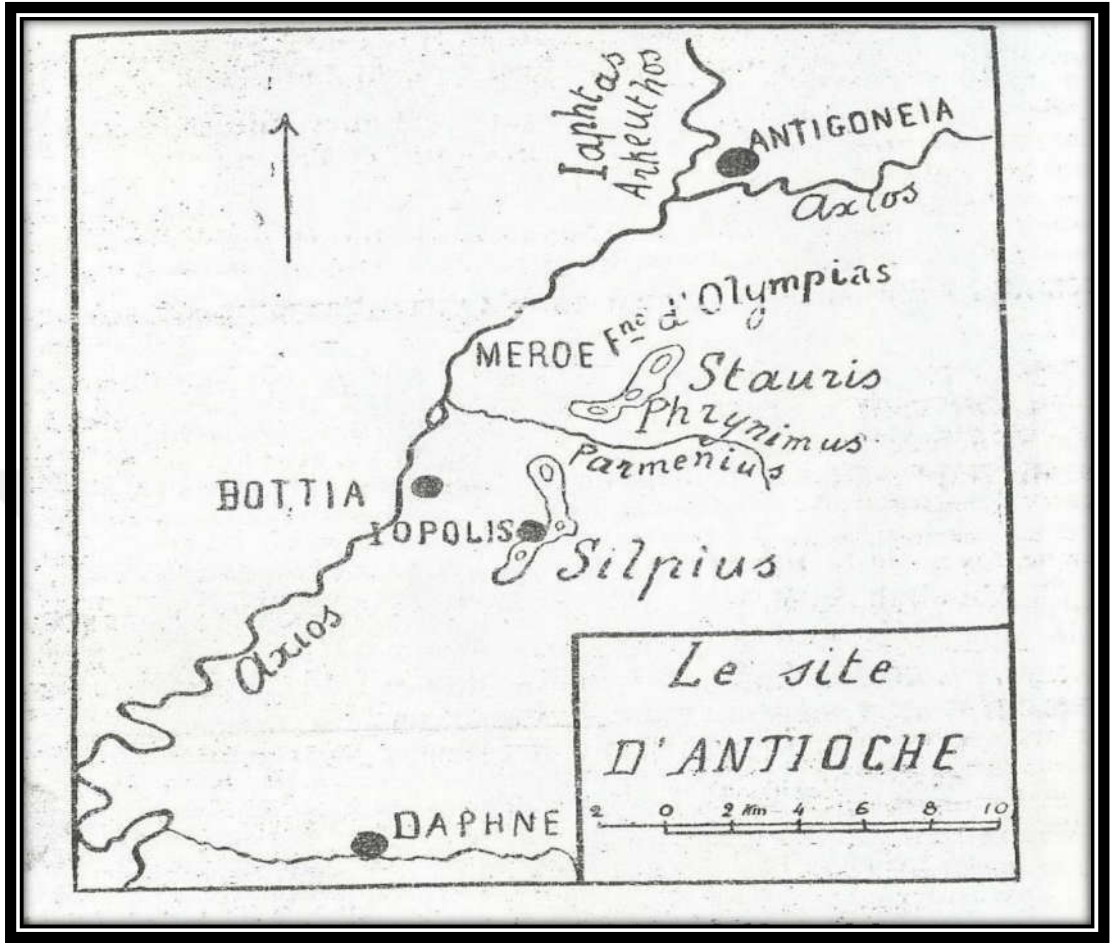 Iaphtas
Arkeuthos
ANTIGONEIA
Axios
Fne d'Olympias
MEROE
Stauris
Phrynimus
Parmenius
BOTTIA
IOPOLIS
Silpius
Axios
Le site
D'ANTIOCHE
2 0 2 Km 4 6 8 10
DAPHNE